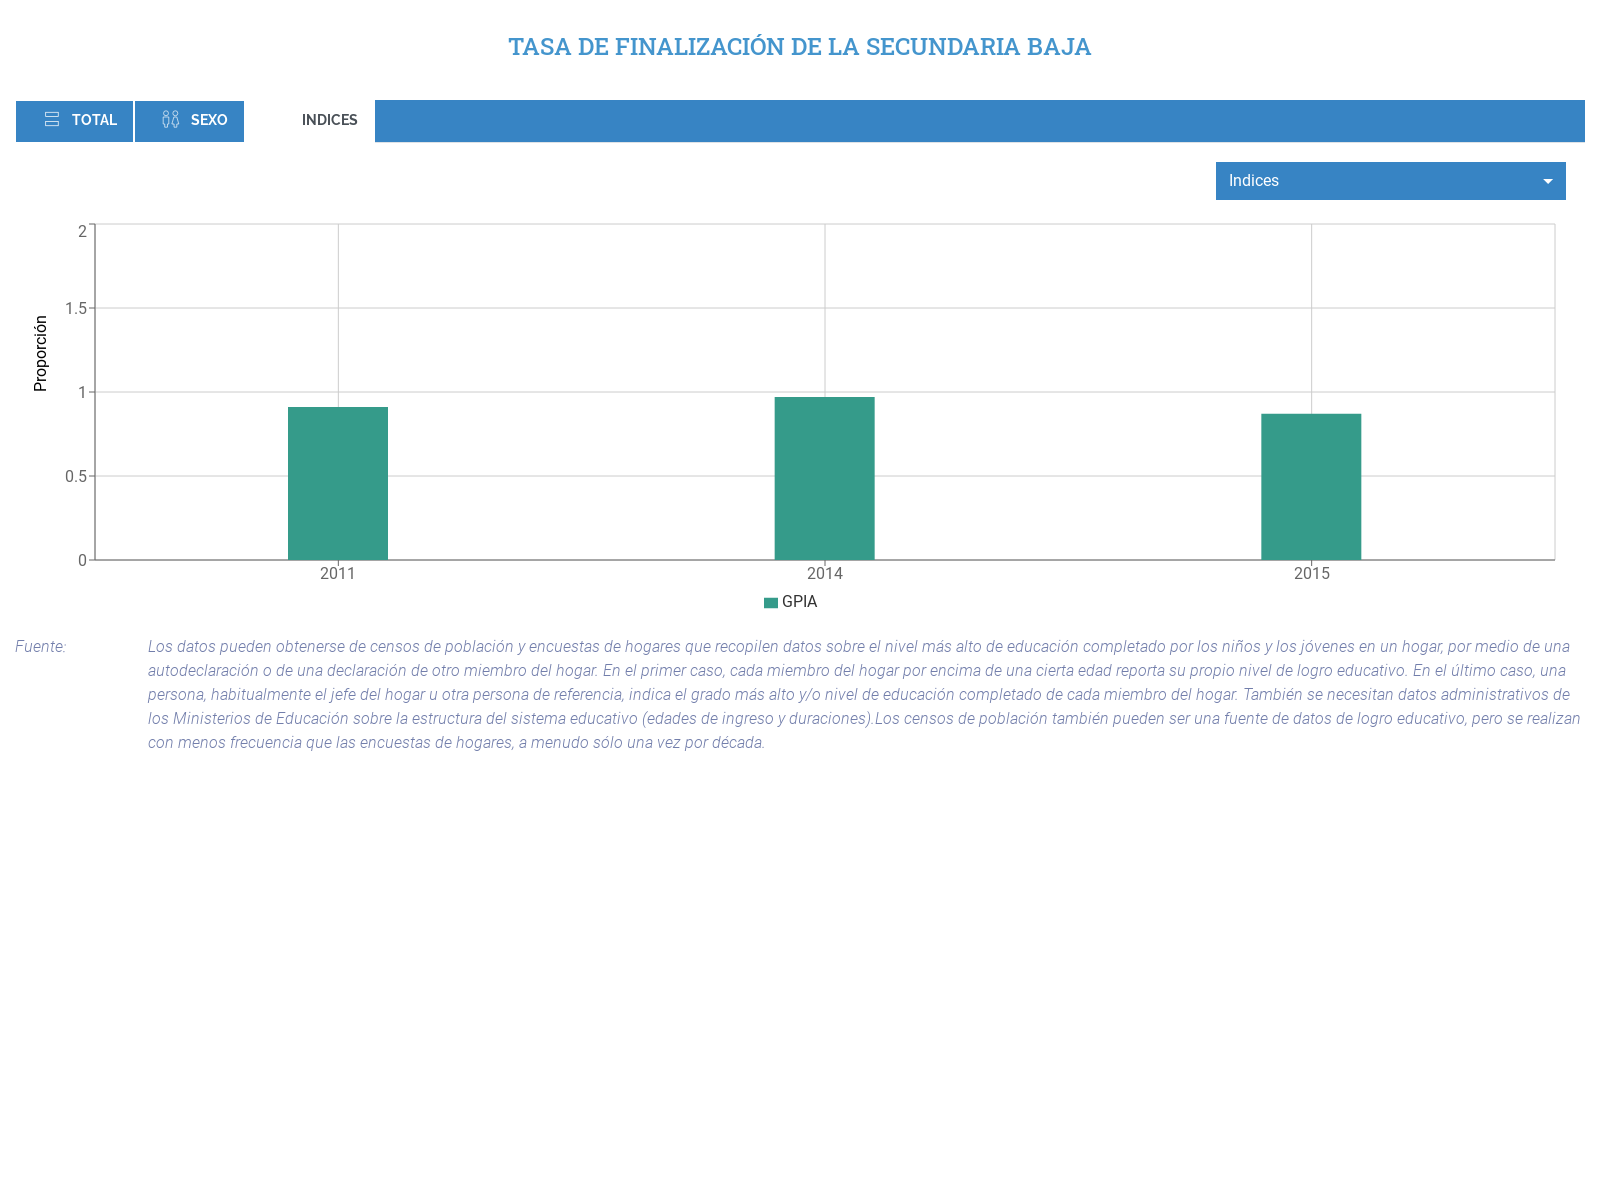 TASA DE FINALIZACIÓN DE LA SECUNDARIA BAJA
TOTAL
SEXO
INDICES
Indices
2
1.5
1
0.5
0
Proporción
2011
2014
2015
GPIA
Fuente:
Los datos pueden obtenerse de censos de población y encuestas de hogares que recopilen datos sobre el nivel más alto de educación completado por los niños y los jóvenes en un hogar, por medio de una
autodeclaración o de una declaración de otro miembro del hogar. En el primer caso, cada miembro del hogar por encima de una cierta edad reporta su propio nivel de logro educativo. En el último caso, una
persona, habitualmente el jefe del hogar u otra persona de referencia, indica el grado más alto y/o nivel de educación completado de cada miembro del hogar. También se necesitan datos administrativos de
los Ministerios de Educación sobre la estructura del sistema educativo (edades de ingreso y duraciones).Los censos de población también pueden ser una fuente de datos de logro educativo, pero se realizan
con menos frecuencia que las encuestas de hogares, a menudo sólo una vez por década.